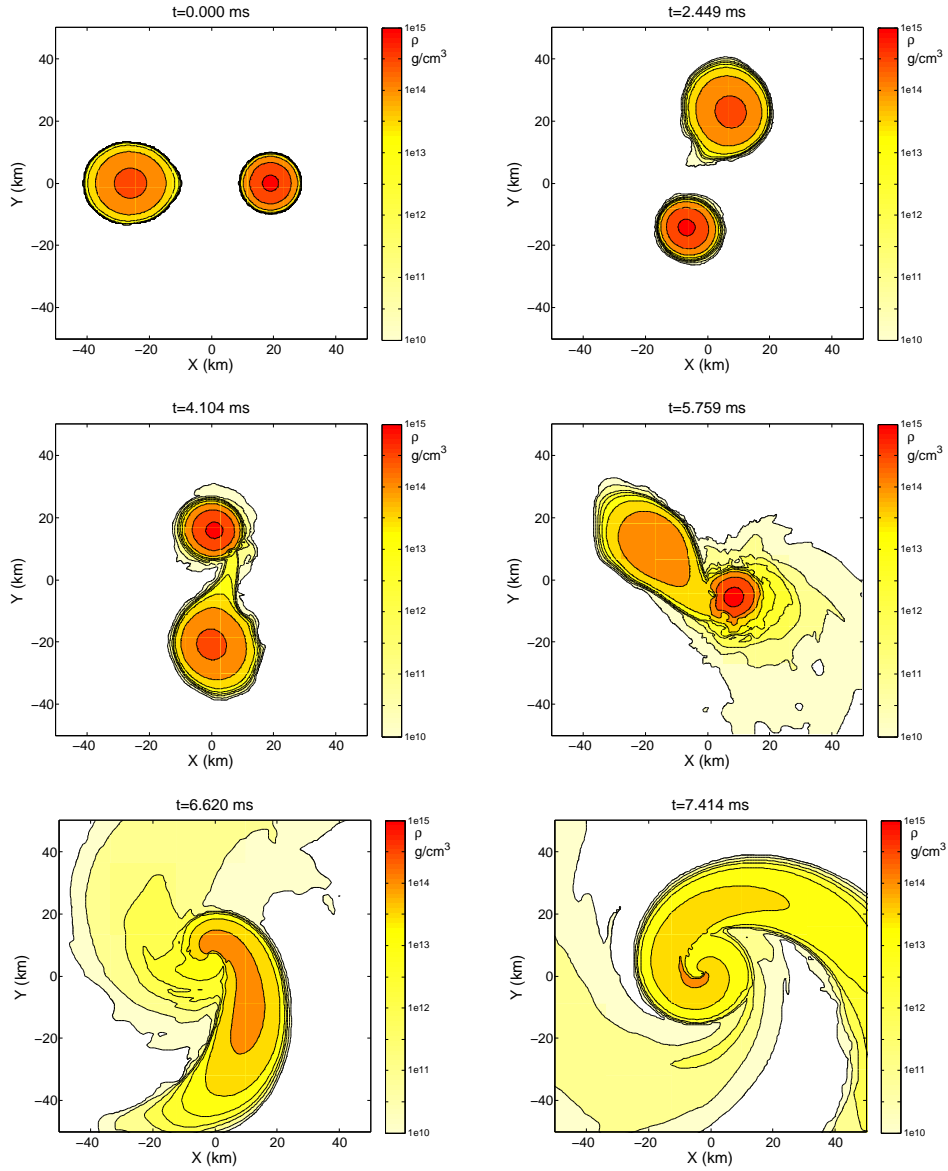 t=0.000 ms
40
20
0
−20
−40
Y (km)
−40
−20
0
20
40
X (km)
1e15
ρ
g/cm³
1e14
1e13
1e12
1e11
1e10
t=2.449 ms
40
20
0
−20
−40
Y (km)
−40
−20
0
20
40
X (km)
1e15
ρ
g/cm³
1e14
1e13
1e12
1e11
1e10
t=4.104 ms
40
20
0
−20
−40
Y (km)
−40
−20
0
20
40
X (km)
1e15
ρ
g/cm³
1e14
1e13
1e12
1e11
1e10
t=5.759 ms
40
20
0
−20
−40
Y (km)
−40
−20
0
20
40
X (km)
1e15
ρ
g/cm³
1e14
1e13
1e12
1e11
1e10
t=6.620 ms
40
20
0
−20
−40
Y (km)
−40
−20
0
20
40
X (km)
1e15
ρ
g/cm³
1e14
1e13
1e12
1e11
1e10
t=7.414 ms
40
20
0
−20
−40
Y (km)
−40
−20
0
20
40
X (km)
1e15
ρ
g/cm³
1e14
1e13
1e12
1e11
1e10